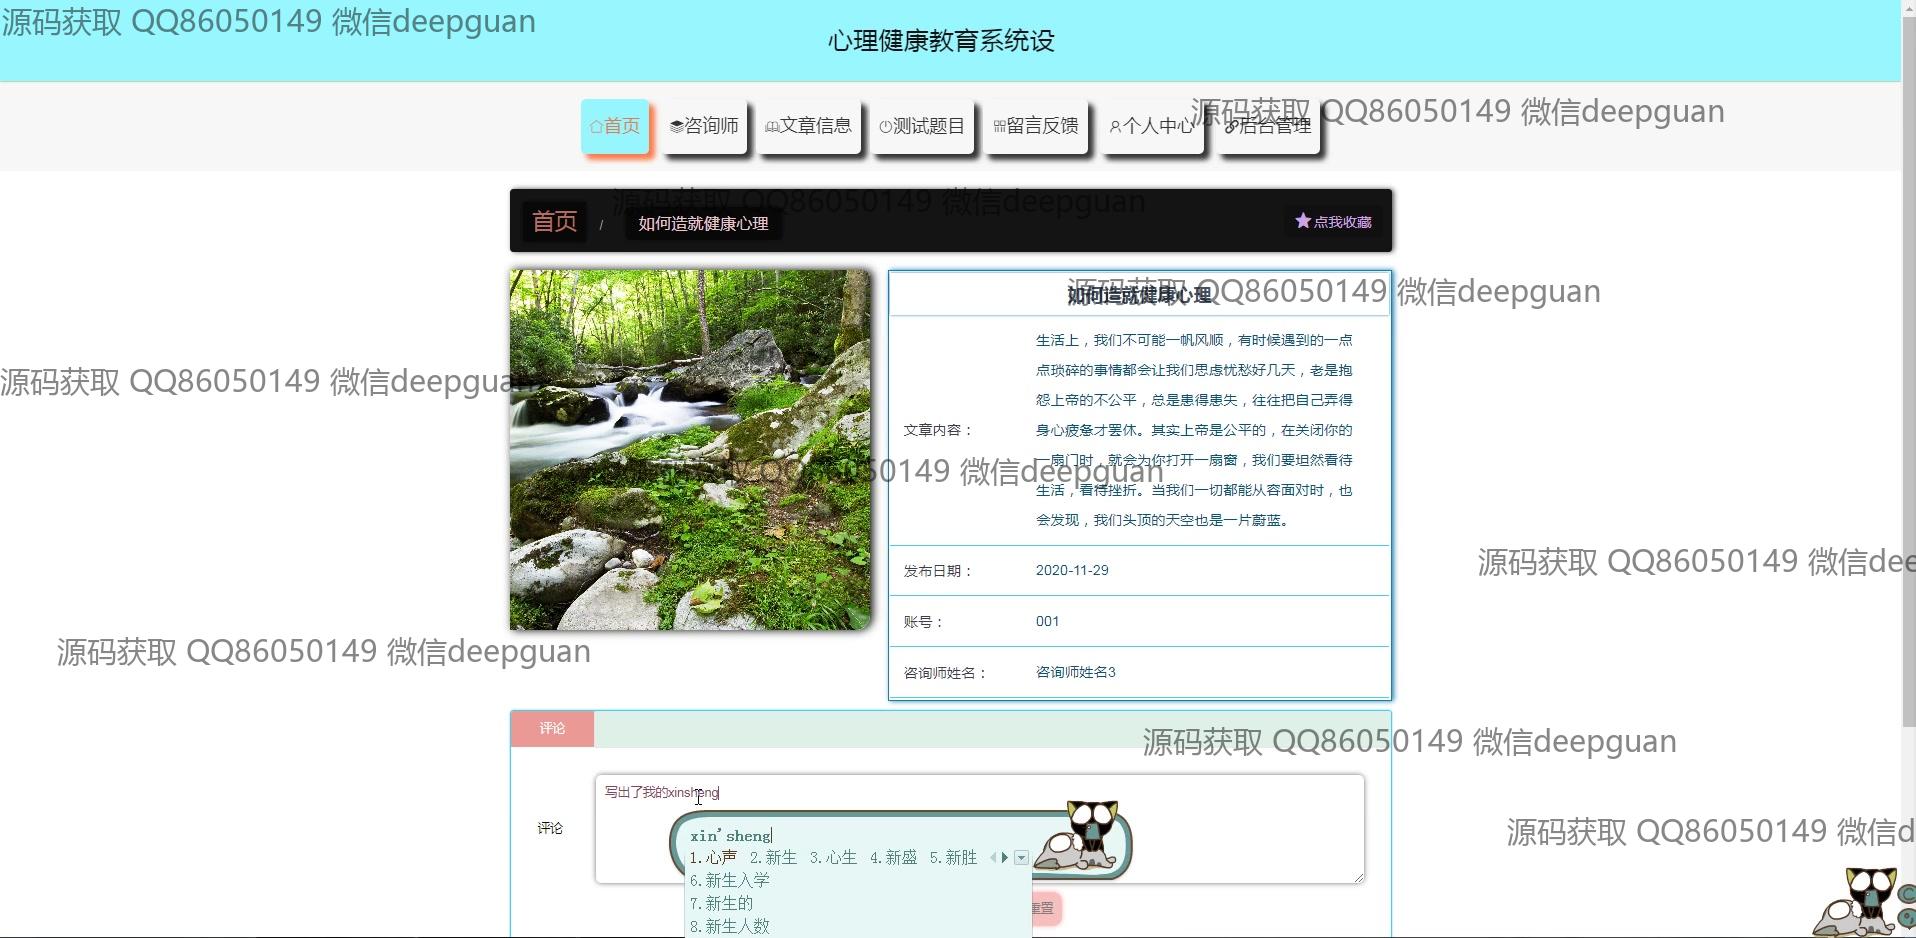 源码获取 QQ86050149 微信deepguan
心理健康教育系统设
首页 咨询师 文章信息 测试题目 留言反馈 个人中心 后台管理
源码获取 QQ86050149 微信deepguan
源码获取 QQ86050149 微信deepguan
首页 / 如何造就健康心理 点我收藏
如何造就健康心理
源码获取 QQ86050149 微信deepguan
文章内容：
生活上，我们不可能一帆风顺，有时候遇到的一点
点琐碎的事情都会让我们思虑忧愁好几天，老是抱
怨上帝的不公平，总是患得患失，往往把自己弄得
身心疲惫才罢休。其实上帝是公平的，在关闭你的
一扇门时，就会为你打开一扇窗，我们要坦然看待
生活，看待挫折。当我们一切都能从容面对时，也
会发现，我们头顶的天空也是一片蔚蓝。
源码获取 QQ86050149 微信deepguan
源码获取 QQ86050149 微信deepguan
发布日期： 2020-11-29
源码获取 QQ86050149 微信dee
账号： 001
源码获取 QQ86050149 微信deepguan
咨询师姓名： 咨询师姓名3
评论
源码获取 QQ86050149 微信deepguan
评论
写出了我的xinsheng
源码获取 QQ86050149 微信d
xin'sheng
1.心声 2.新生 3.心生 4.新盛 5.新胜
6.新生入学
7.新生的
8.新生人数
重置